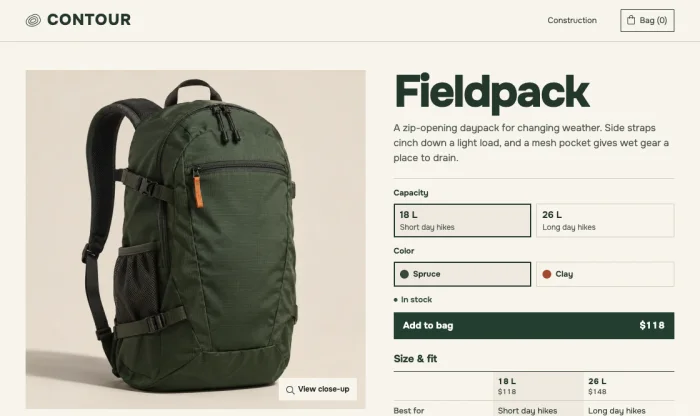 CONTOUR
Construction
Bag (0)
Fieldpack
A zip-opening daypack for changing weather. Side straps
cinch down a light load, and a mesh pocket gives wet gear a
place to drain.
Capacity
18 L
Short day hikes
26 L
Long day hikes
Color
Spruce
Clay
In stock
Add to bag
$118
View close-up
Size & fit
18 L
$118
26 L
$148
Best for
Short day hikes
Long day hikes